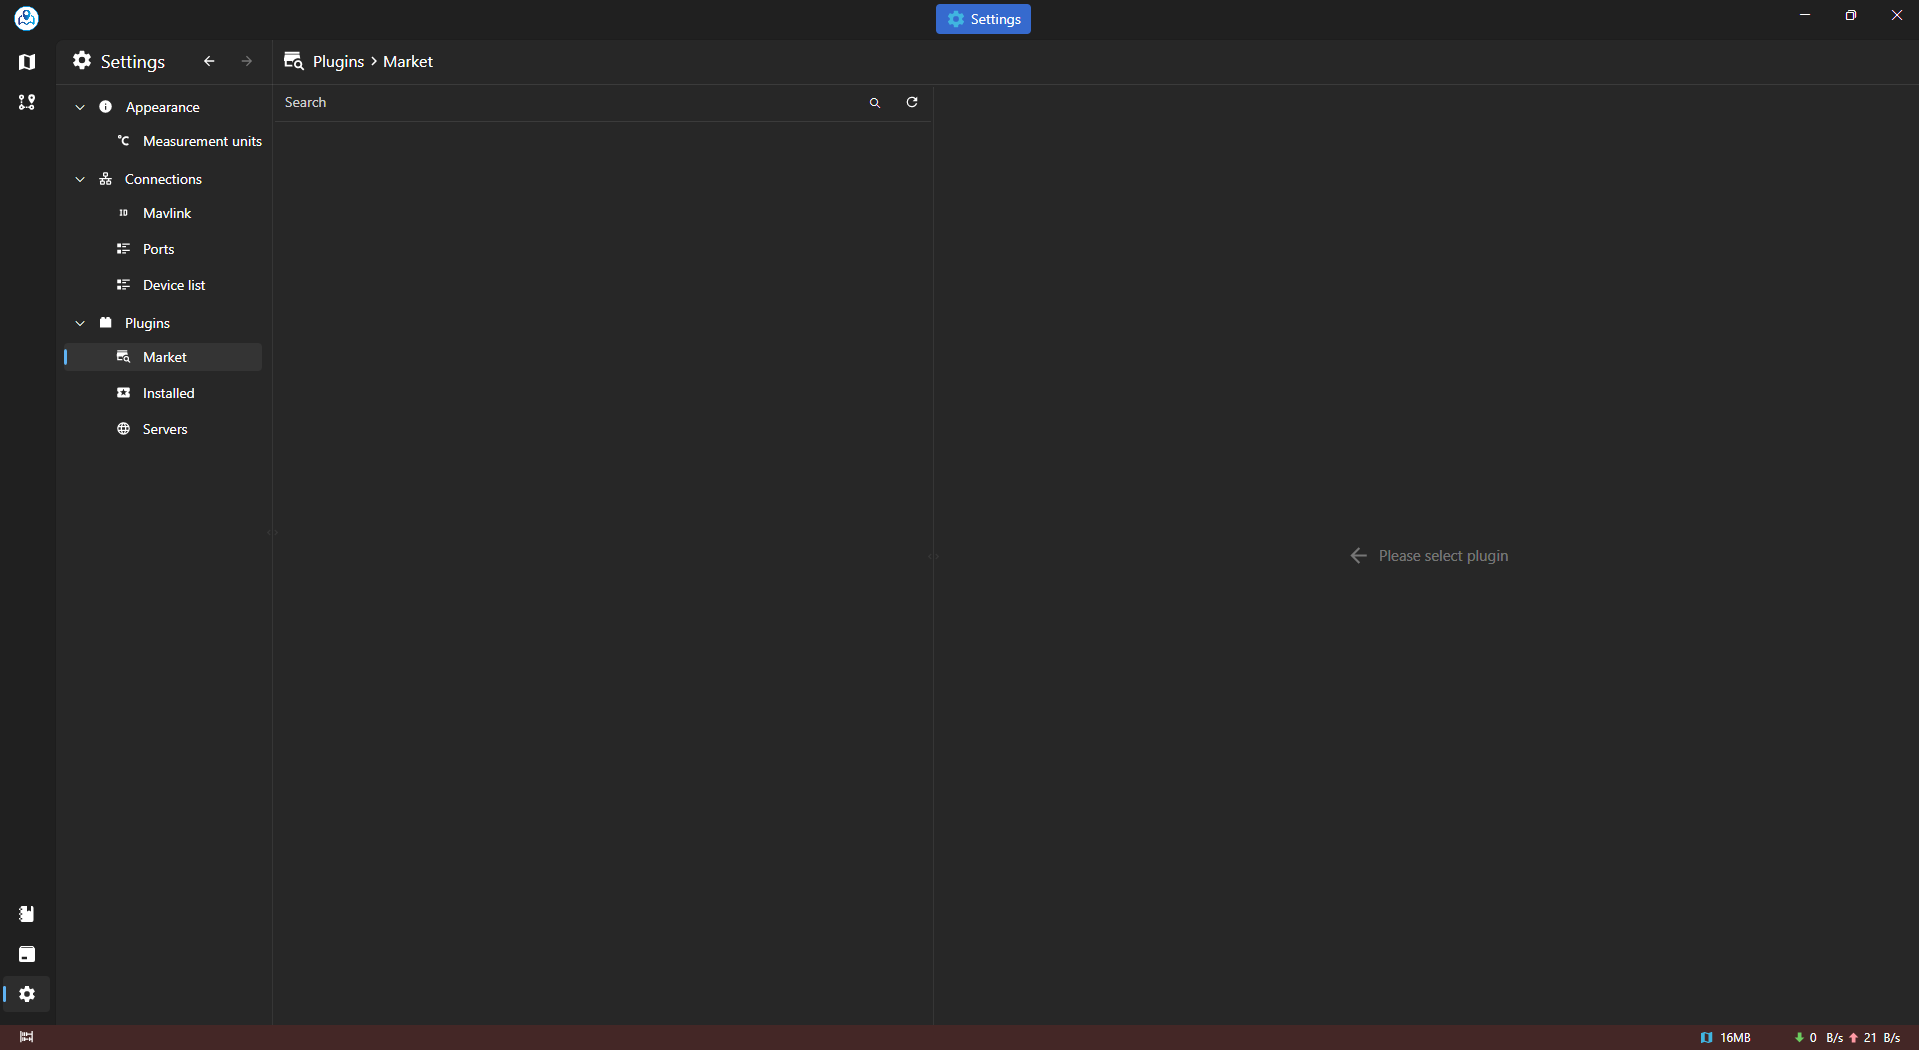 Settings
Settings
Plugins > Market
Search
Appearance
°C Measurement units
Connections
ID Mavlink
Ports
Device list
Plugins
Market
Installed
Servers
Please select plugin
16MB
0 B/s 21 B/s